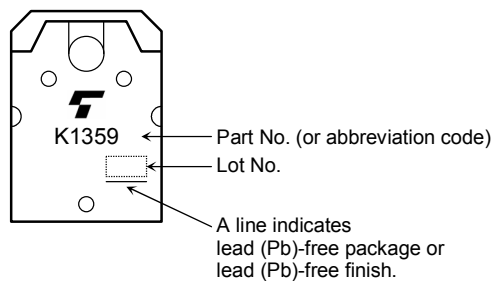 K1359
Part No. (or abbreviation code)
Lot No.
A line indicates
lead (Pb)-free package or
lead (Pb)-free finish.